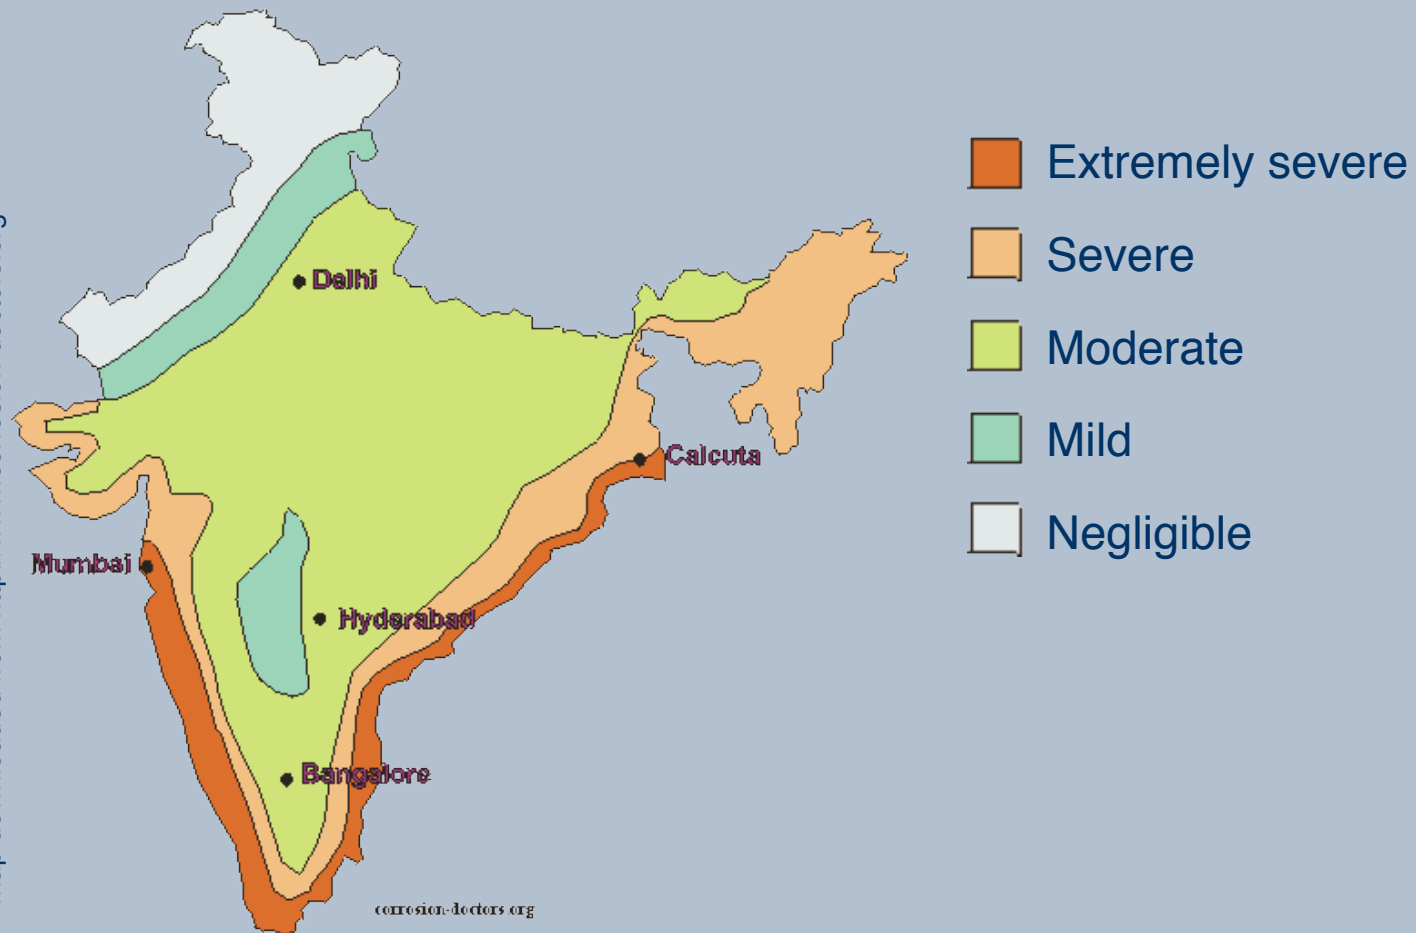 Extremely severe
Severe
Moderate
Mild
Negligible
Delhi
Calcuta
Mumbai
Hyderabad
Bangalore
corrosion-doctors.org